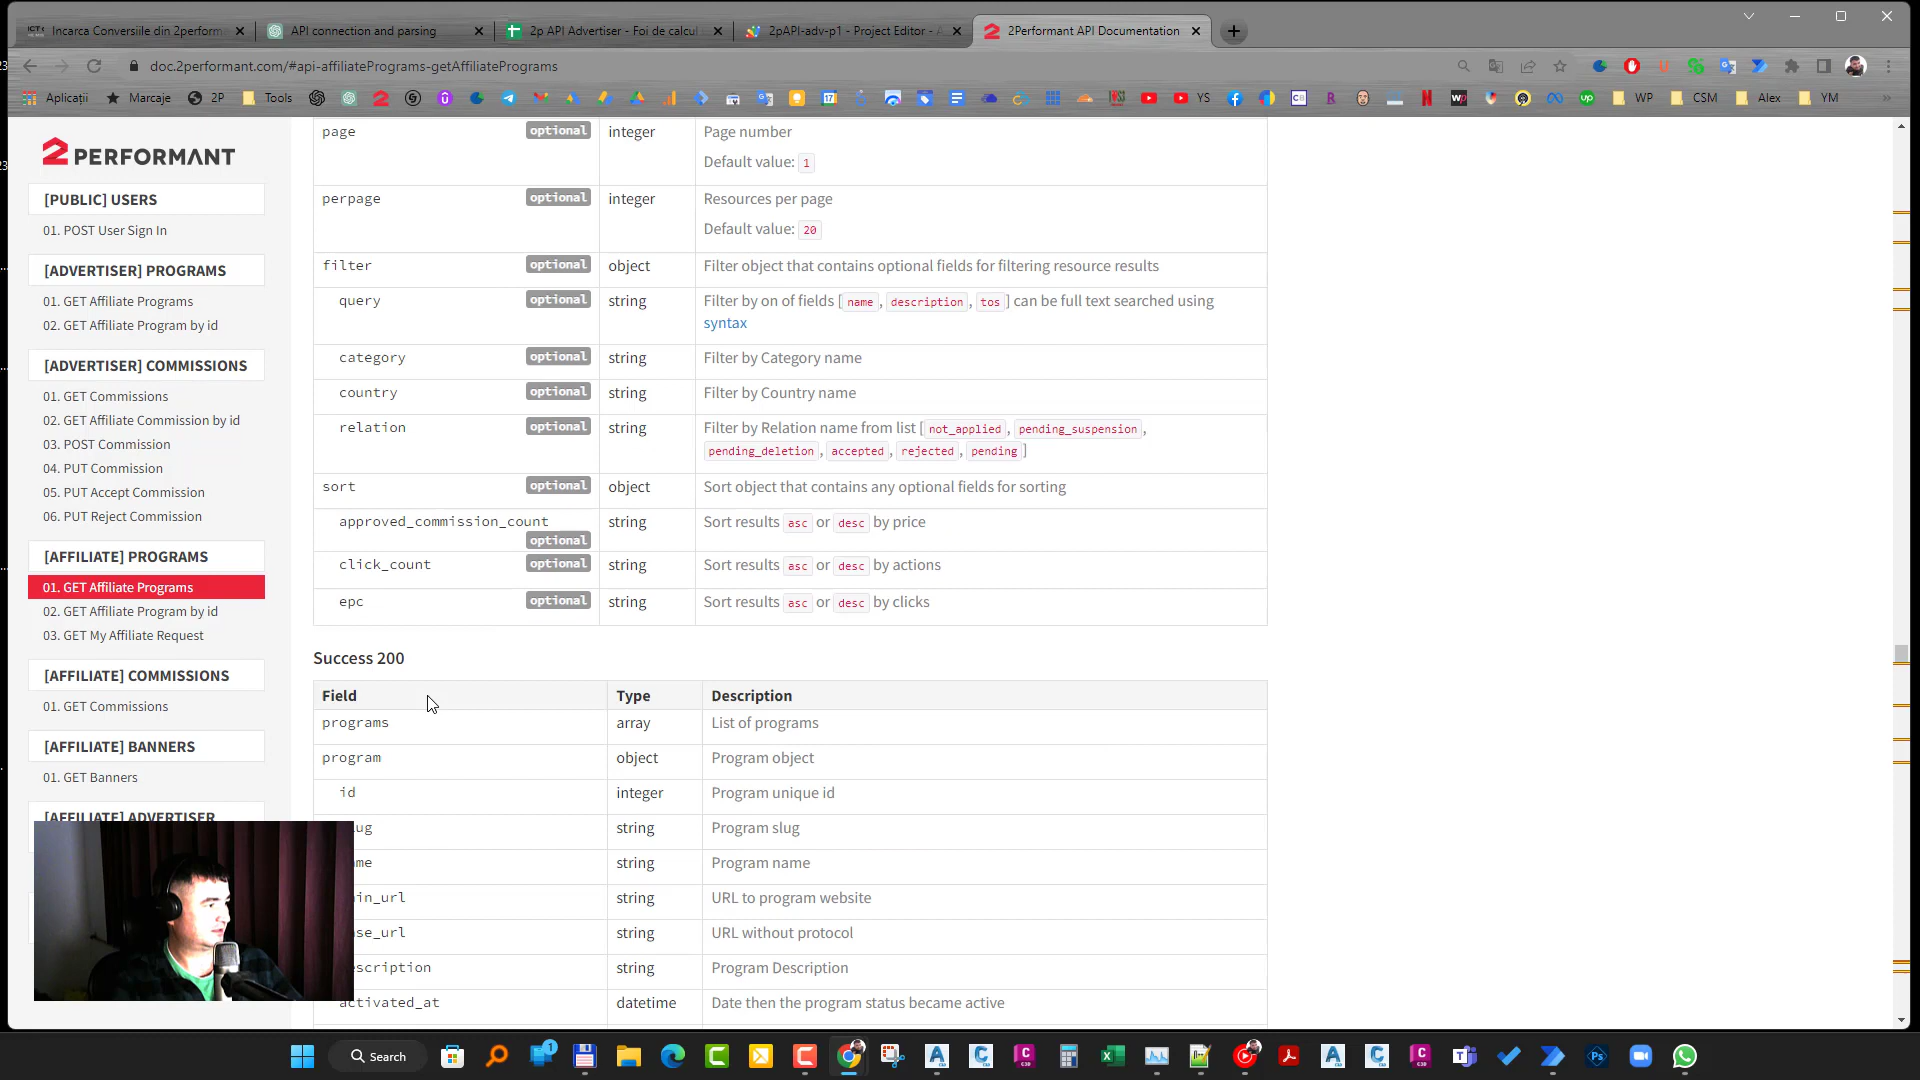 Incarca Conversiile din 2perform
API connection and parsing
2p API Advertiser - Foi de calcul
2pAPI-adv-p1 - Project Editor - A
2Performant API Documentation
doc.2performant.com/#api-affiliatePrograms-getAffiliatePrograms
Aplicații
Marcaje
2P
Tools
YS
WP
CSM
Alex
YM
2PERFORMANT
[PUBLIC] USERS
01. POST User Sign In
[ADVERTISER] PROGRAMS
01. GET Affiliate Programs
02. GET Affiliate Program by id
[ADVERTISER] COMMISSIONS
01. GET Commissions
02. GET Affiliate Commission by id
03. POST Commission
04. PUT Commission
05. PUT Accept Commission
06. PUT Reject Commission
[AFFILIATE] PROGRAMS
01. GET Affiliate Programs
02. GET Affiliate Program by id
03. GET My Affiliate Request
[AFFILIATE] COMMISSIONS
01. GET Commissions
[AFFILIATE] BANNERS
01. GET Banners
[AFFILIATE] ADVERTISER
page optional integer Page number
Default value: 1
perpage optional integer Resources per page
Default value: 20
filter optional object Filter object that contains optional fields for filtering resource results
query optional string Filter by on of fields [ name, description, tos ] can be full text searched using
syntax
category optional string Filter by Category name
country optional string Filter by Country name
relation optional string Filter by Relation name from list [ not_applied, pending_suspension,
pending_deletion, accepted, rejected, pending ]
sort optional object Sort object that contains any optional fields for sorting
approved_commission_count string Sort results asc or desc by price
optional
click_count optional string Sort results asc or desc by actions
epc optional string Sort results asc or desc by clicks
Success 200
Field Type Description
programs array List of programs
program object Program object
id integer Program unique id
lug string Program slug
me string Program name
in_url string URL to program website
se_url string URL without protocol
escription string Program Description
activated_at datetime Date then the program status became active
Search